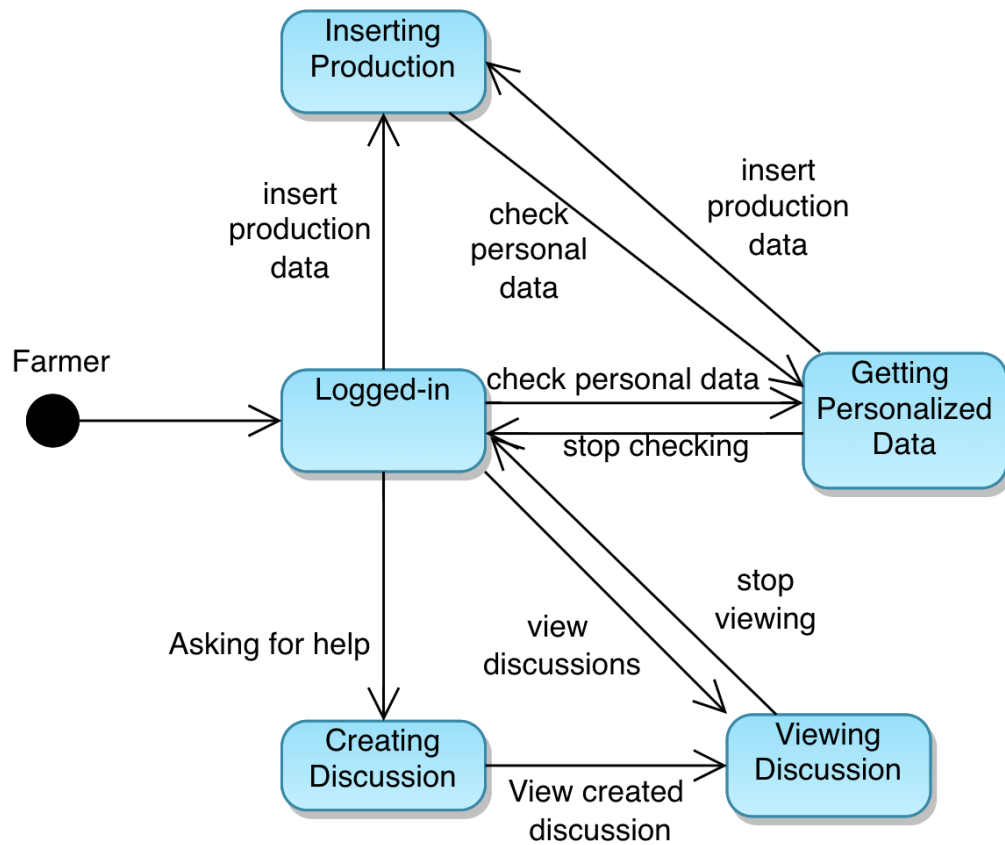 Inserting
Production
insert
production
data
check
personal
data
insert
production
data
Farmer
Logged-in
check personal data
stop checking
Getting
Personalized
Data
Asking for help
view
discussions
stop
viewing
Creating
Discussion
View created
discussion
Viewing
Discussion